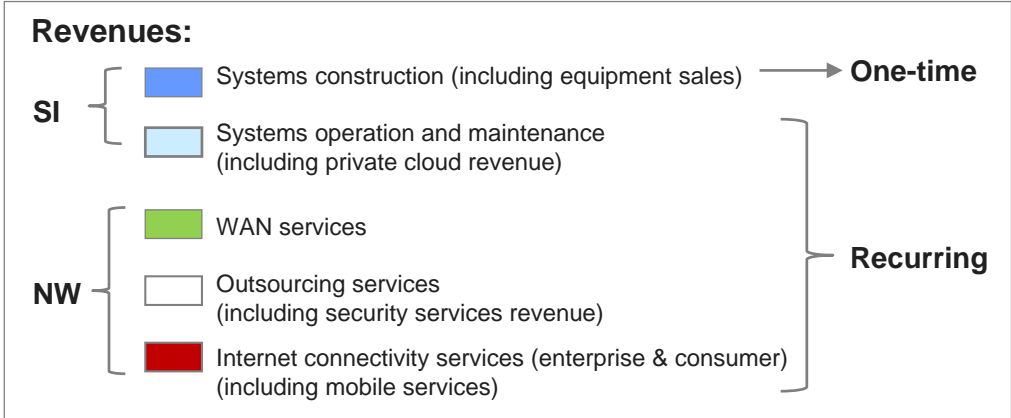 Revenues:
Systems construction (including equipment sales)
One-time
SI
Systems operation and maintenance
(including private cloud revenue)
WAN services
Recurring
NW
Outsourcing services
(including security services revenue)
Internet connectivity services (enterprise & consumer)
(including mobile services)